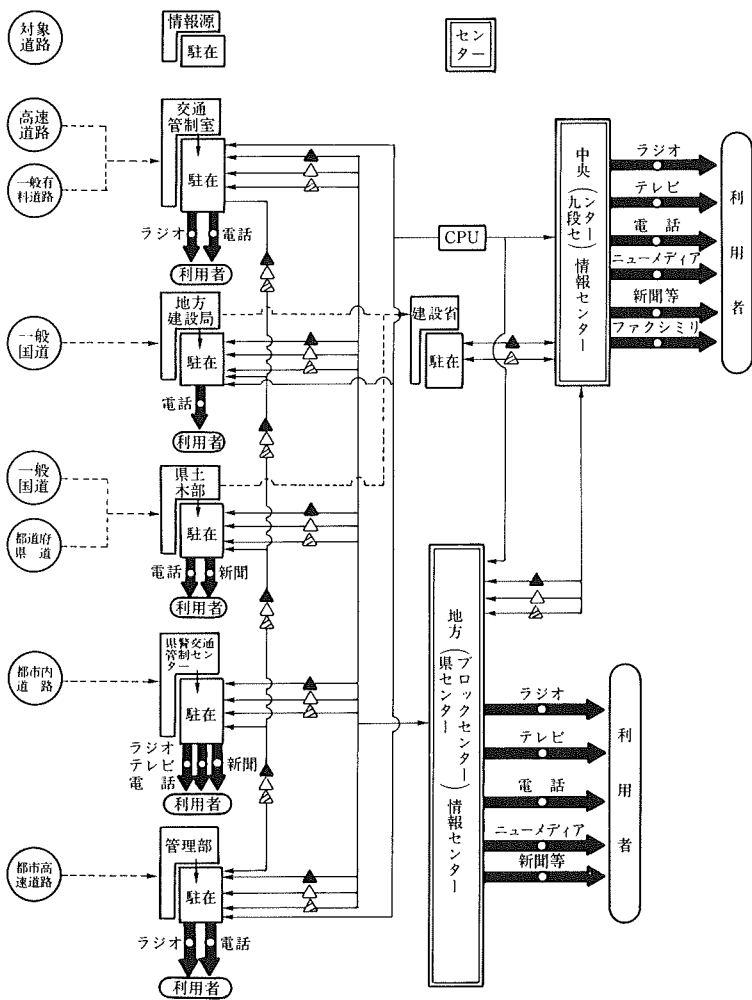 対象
道路
情報源
駐在
セン
ター
高速
道路
一般有
料道路
交通
管制室
駐在
ラジオ
電話
利用者
一般
国道
地方
建設局
駐在
電話
利用者
一般
国道
都道府
県道
県土
木部
駐在
電話
新聞
利用者
都市内
道路
県警交通
管制セン
ター
駐在
ラジオ
テレビ
電話
新聞
利用者
都市高
速道路
管理部
駐在
ラジオ
電話
利用者
CPU
建設省
駐在
中央
(九段セ
ンター)
情報センター
ラジオ
テレビ
電話
ニューメディア
新聞等
ファクシミリ
利用者
地方
(ブロックセンター
県センター)
情報センター
ラジオ
テレビ
電話
ニューメディア
新聞等
利用者